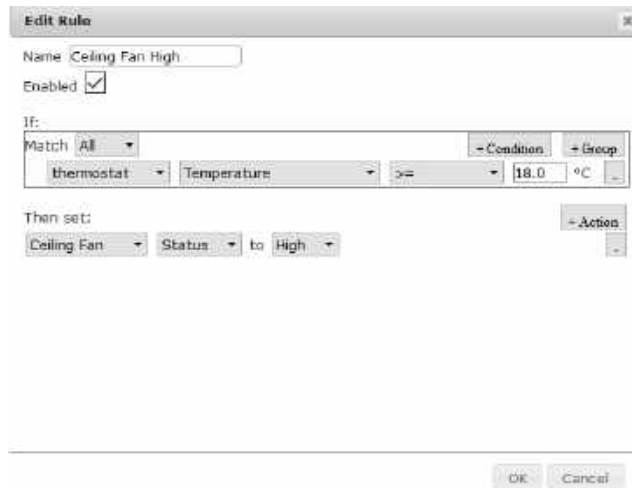 Edit Rule
Name Ceiling Fan High
Enabled
If:
Match All + Condition + Group
thermostat Temperature >= 18.0 °C -
Then set:
+ Action
Ceiling Fan Status to High -
OK Cancel